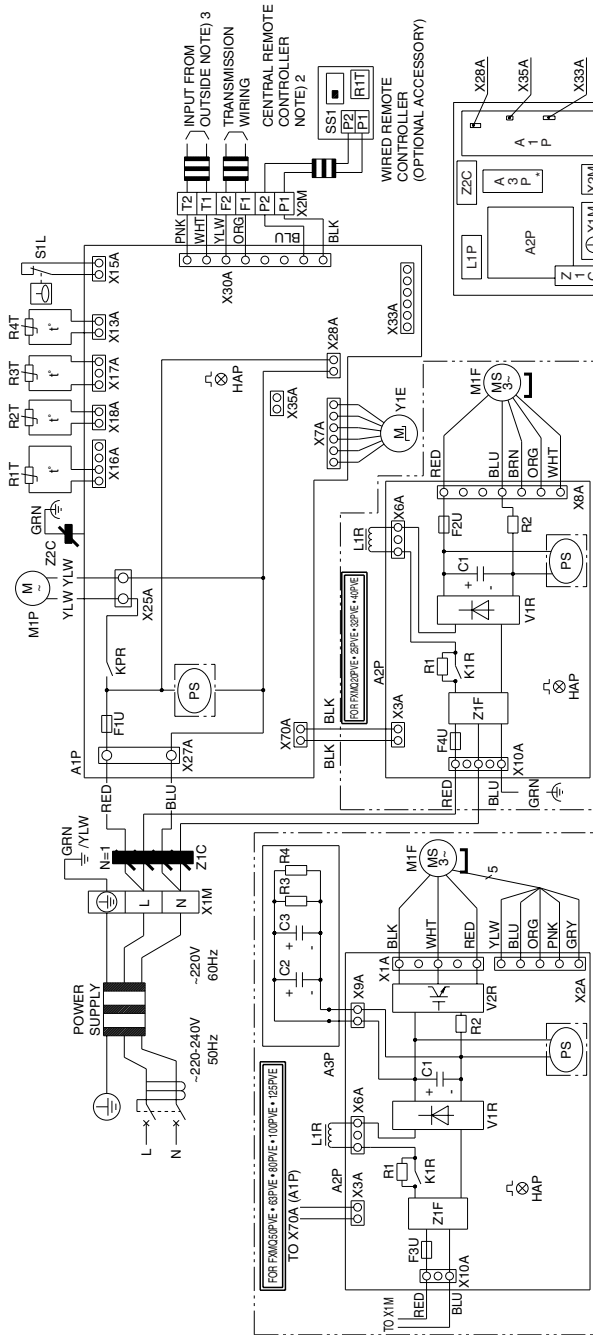 POWER
SUPPLY
L
N
~220-240V
50Hz
~220V
60Hz
L
N
X1M
GRN
/YLW
N=1
Z1C
RED
BLU
A1P
X27A
F1U
KPR
PS
M1P
M
~
YLW YLW
X25A
Z2C
GRN
R1T
t°
X16A
R2T
t°
X18A
R3T
t°
X17A
R4T
t°
X13A
S1L
X15A
HAP
X35A
X28A
X33A
X7A
M
Y1E
X70A
BLK
BLK
X30A
PNK
WHT
YLW
ORG
BLU
BLK
T2
T1
F2
F1
P2
P1
X2M
INPUT FROM
OUTSIDE NOTE) 3
TRANSMISSION
WIRING
CENTRAL REMOTE
CONTROLLER
NOTE) 2
SS1
P2
P1
R1T
WIRED REMOTE
CONTROLLER
(OPTIONAL ACCESSORY)
FOR FXMQ50PVE • 63PVE • 80PVE • 100PVE • 125PVE
TO X70A (A1P)
A2P
X3A
X6A
L1R
A3P
X9A
C2
+
-
C3
+
-
R3
R4
TO X1M
RED
BLU
X10A
F3U
Z1F
R1
K1R
V1R
C1
+
-
R2
V2R
PS
HAP
X1A
BLK
WHT
RED
M1F
MS
3~
5
YLW
BLU
ORG
PNK
GRY
X2A
FOR FXMQ20PVE • 25PVE • 32PVE • 40PVE
A2P
X3A
X6A
L1R
RED
BLU
GRN
X10A
F4U
Z1F
R1
K1R
V1R
C1
+
-
F2U
R2
PS
HAP
X8A
RED
BLU
BRN
ORG
WHT
M1F
MS
3~
L1P
Z2C
A2P
A
3
P
*
A
1
P
X28A
X35A
X33A
Z
1
C
X1M
X2M